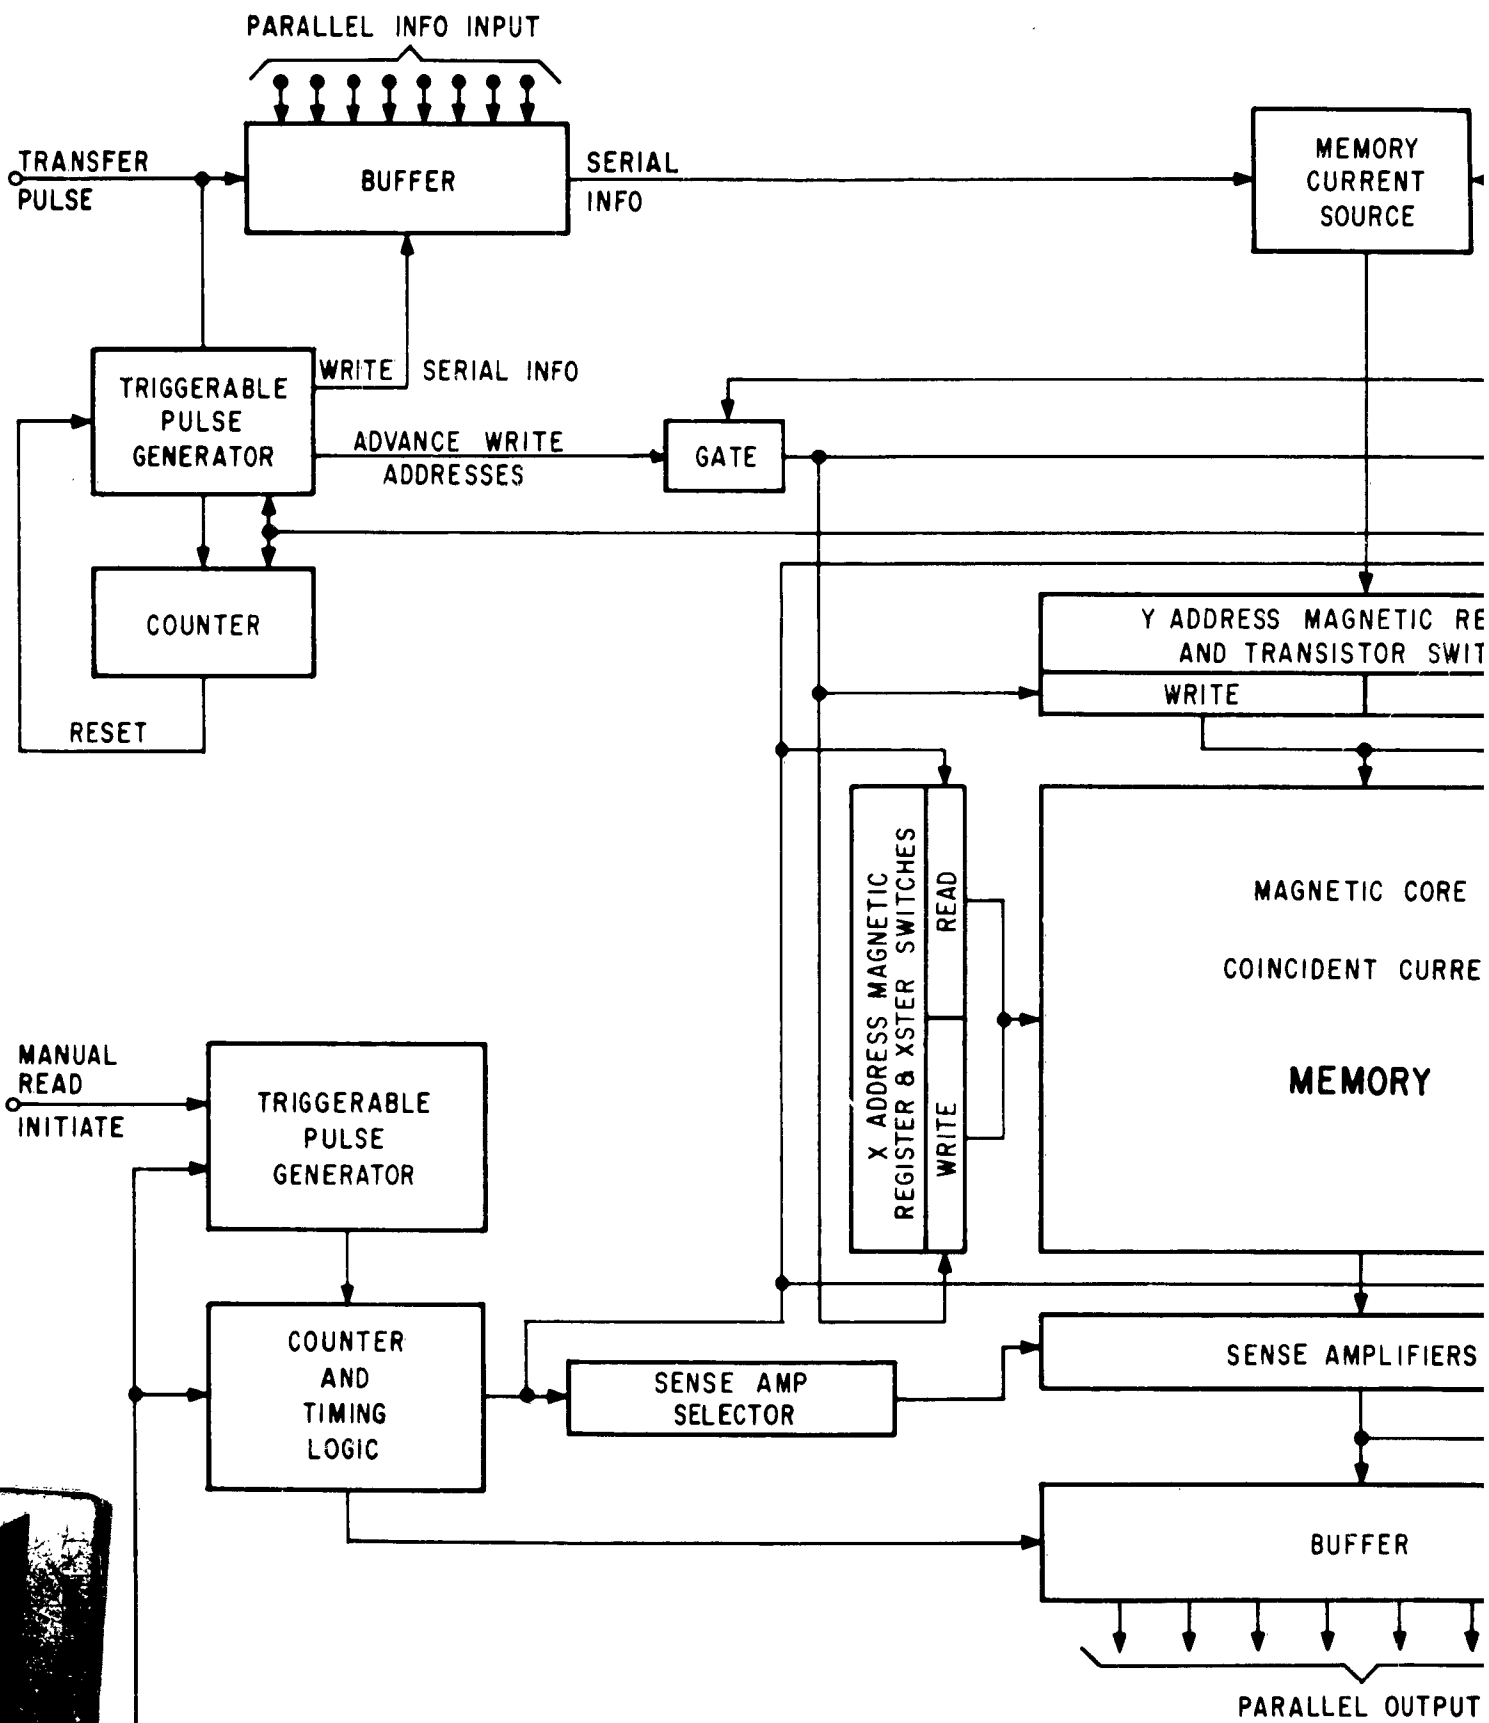 PARALLEL INFO INPUT
TRANSFER
PULSE
BUFFER
SERIAL
INFO
MEMORY
CURRENT
SOURCE
TRIGGERABLE
PULSE
GENERATOR
WRITE SERIAL INFO
ADVANCE WRITE
ADDRESSES
GATE
COUNTER
RESET
Y ADDRESS MAGNETIC RE
AND TRANSISTOR SWIT
WRITE
X ADDRESS MAGNETIC
REGISTER & XSTER SWITCHES
READ
WRITE
MAGNETIC CORE
COINCIDENT CURRE
MEMORY
MANUAL
READ
INITIATE
TRIGGERABLE
PULSE
GENERATOR
COUNTER
AND
TIMING
LOGIC
SENSE AMP
SELECTOR
SENSE AMPLIFIERS
BUFFER
PARALLEL OUTPUT